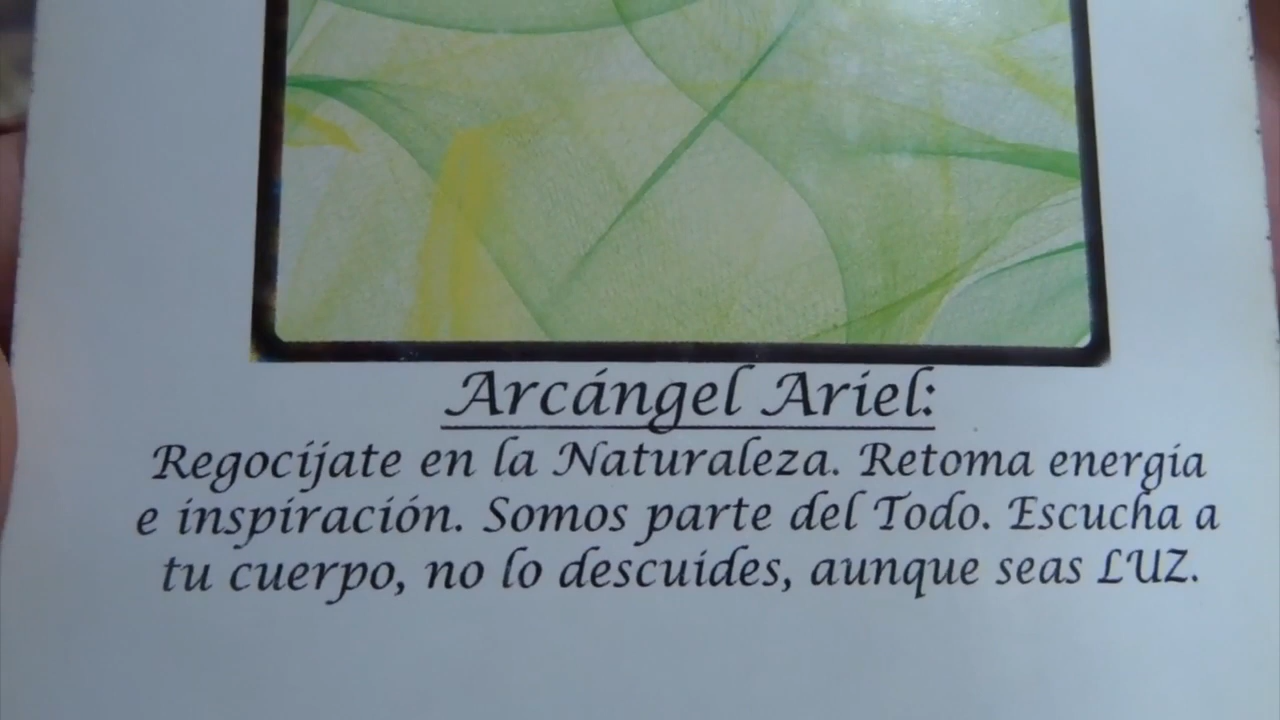 Arcángel Ariel:
Regocíjate en la Naturaleza. Retoma energía
e inspiración. Somos parte del Todo. Escucha a
tu cuerpo, no lo descuides, aunque seas LUZ.